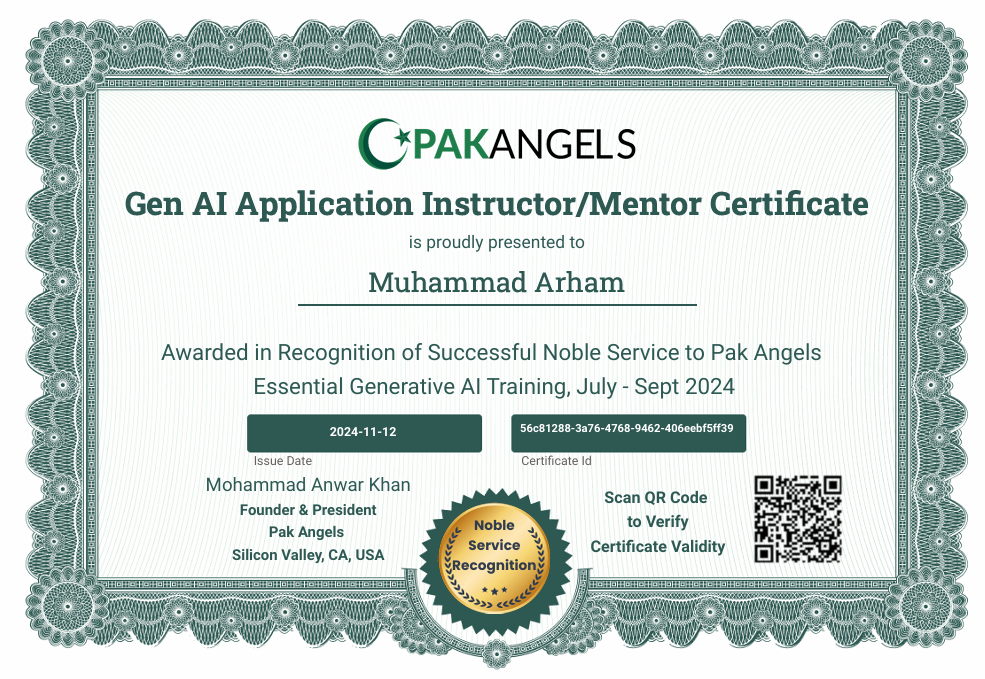 PAKANGELS
Gen AI Application Instructor/Mentor Certificate
is proudly presented to
Muhammad Arham
Awarded in Recognition of Successful Noble Service to Pak Angels
Essential Generative AI Training, July - Sept 2024
2024-11-12
Issue Date
56c81288-3a76-4768-9462-406eebf5ff39
Certificate Id
Mohammad Anwar Khan
Founder & President
Pak Angels
Silicon Valley, CA, USA
Noble
Service
Recognition
Scan QR Code
to Verify
Certificate Validity